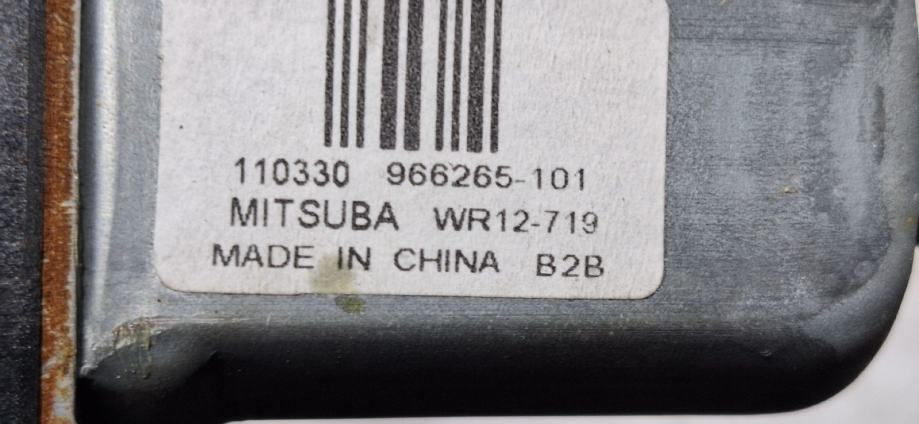 110330 966265-101
MITSUBA WR12-719
MADE IN CHINA B2B